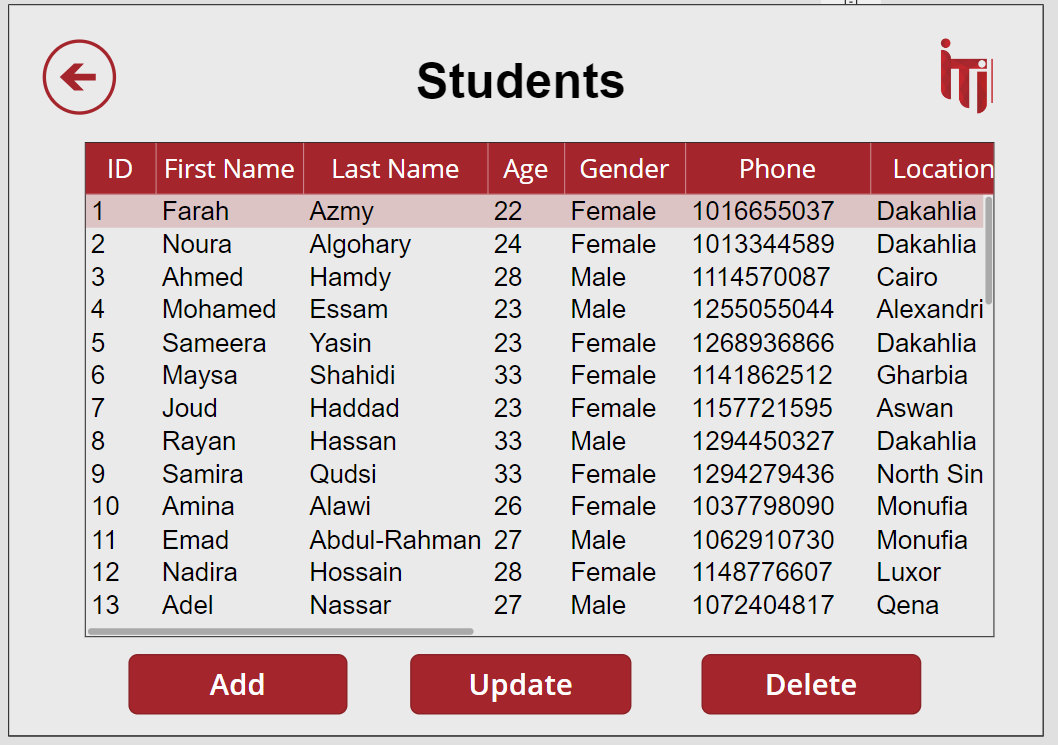 Students
iTi
ID First Name Last Name Age Gender Phone Location
1 Farah Azmy 22 Female 1016655037 Dakahlia
2 Noura Algohary 24 Female 1013344589 Dakahlia
3 Ahmed Hamdy 28 Male 1114570087 Cairo
4 Mohamed Essam 23 Male 1255055044 Alexandri
5 Sameera Yasin 23 Female 1268936866 Dakahlia
6 Maysa Shahidi 33 Female 1141862512 Gharbia
7 Joud Haddad 23 Female 1157721595 Aswan
8 Rayan Hassan 33 Male 1294450327 Dakahlia
9 Samira Qudsi 33 Female 1294279436 North Sin
10 Amina Alawi 26 Female 1037798090 Monufia
11 Emad Abdul-Rahman 27 Male 1062910730 Monufia
12 Nadira Hossain 28 Female 1148776607 Luxor
13 Adel Nassar 27 Male 1072404817 Qena
Add Update Delete